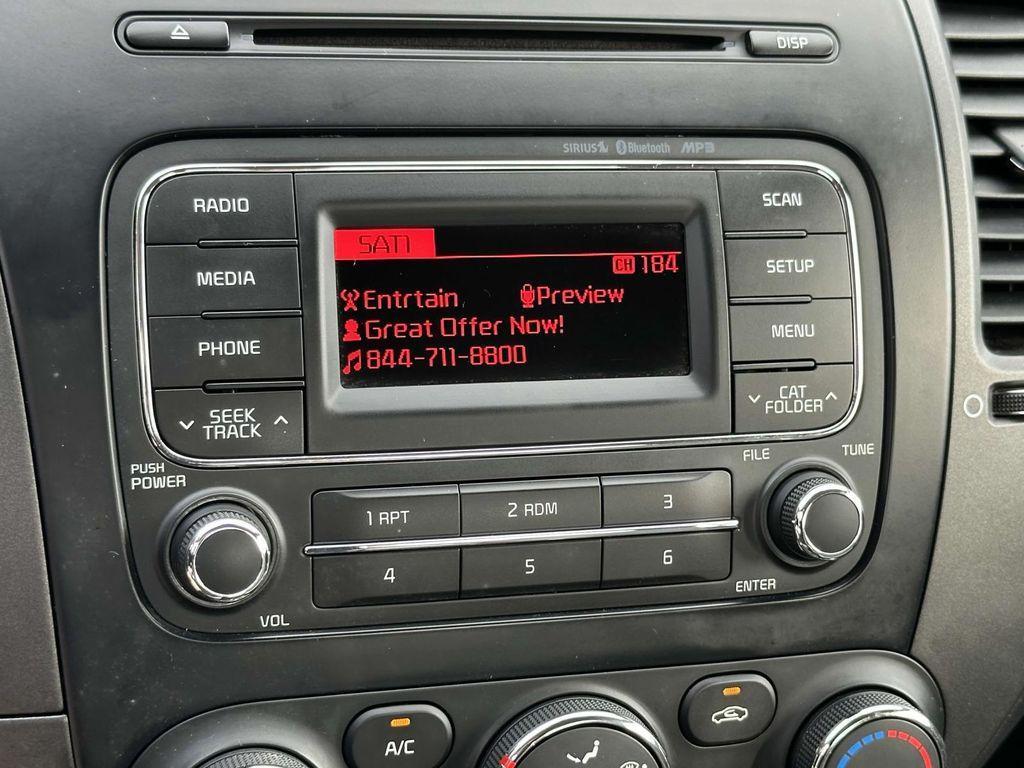 DISP
SIRIUS Bluetooth MP3
RADIO
MEDIA
PHONE
SEEK
TRACK
SAT1
CH 184
Entrtain Preview
Great Offer Now!
844-711-8800
SCAN
SETUP
MENU
CAT
FOLDER
PUSH
POWER
VOL
1 RPT
2 RDM
3
4
5
6
FILE
TUNE
ENTER
A/C